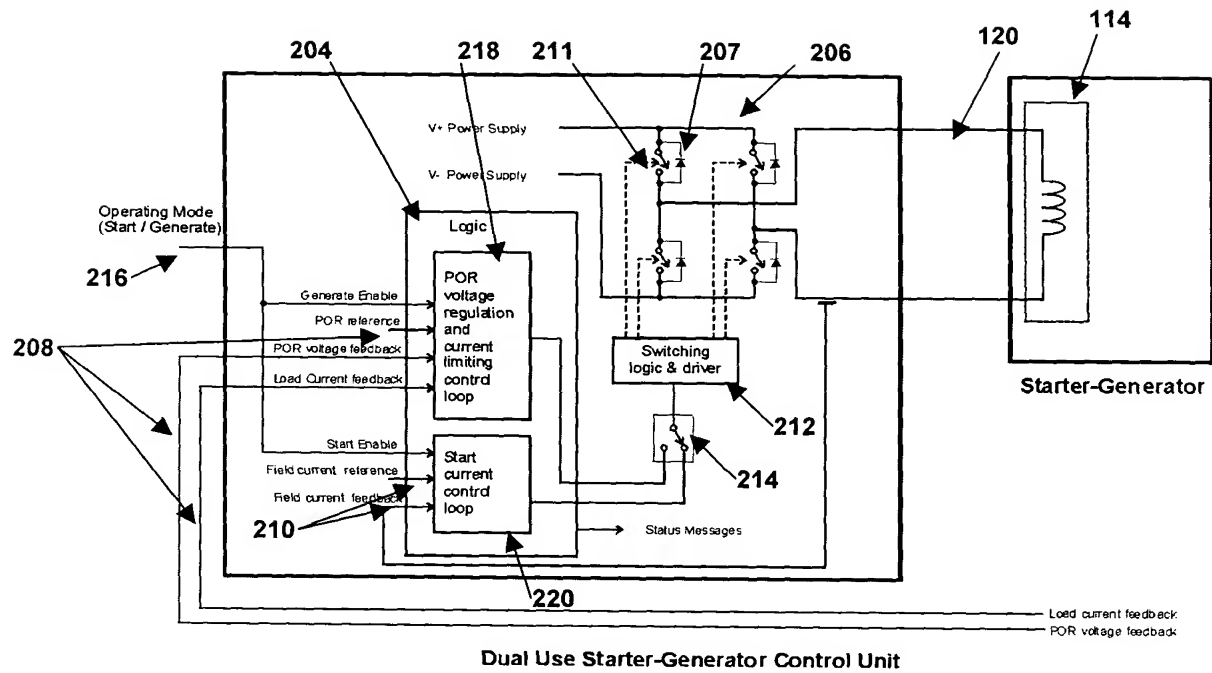 204
218
211
207
206
120
114
V+ Power Supply
V- Power Supply
Operating Mode
(Start / Generate)
216
Logic
POR
voltage
regulation
and
current
limiting
control
loop
Generate Enable
POR reference
POR voltage feedback
Load Current feedback
208
Switching
logic & driver
212
Starter-Generator
214
Start Enable
Field current reference
Field current feedback
Start
current
control
loop
210
Status Messages
220
Load current feedback
POR voltage feedback
Dual Use Starter-Generator Control Unit